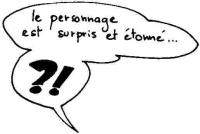 le personnage
est surpris et étonné...
?!